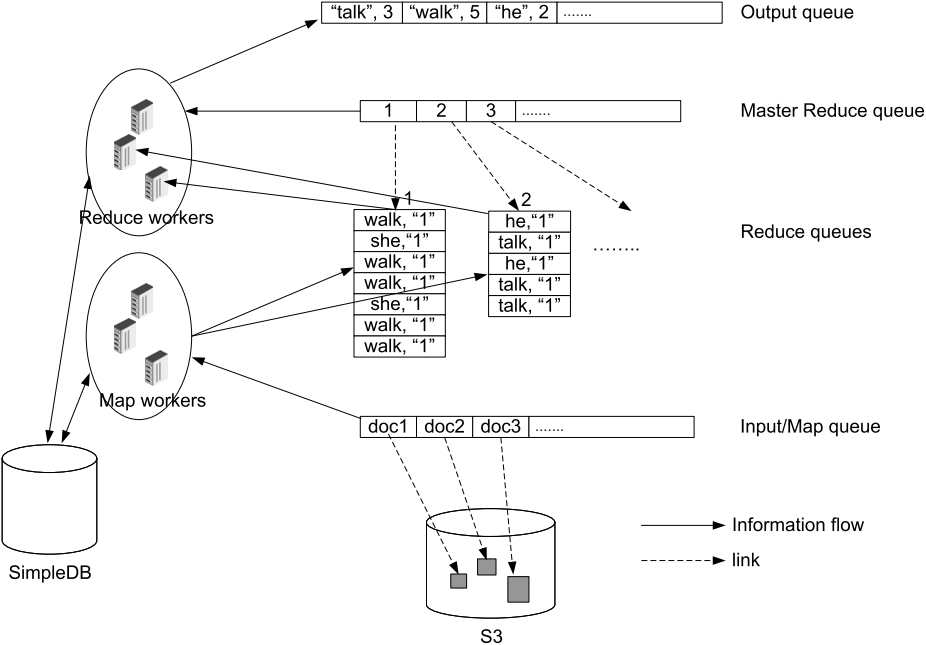 “talk”, 3 “walk”, 5 “he”, 2 ....... Output queue
1 2 3 ....... Master Reduce queue
Reduce workers
1 2
walk, “1”
she,“1”
walk, “1”
walk, “1”
she,“1”
walk, “1”
walk, “1”
he,“1”
talk, “1”
he,“1”
talk, “1”
talk, “1”
........
Reduce queues
Map workers
doc1 doc2 doc3 ....... Input/Map queue
SimpleDB
S3
Information flow
link